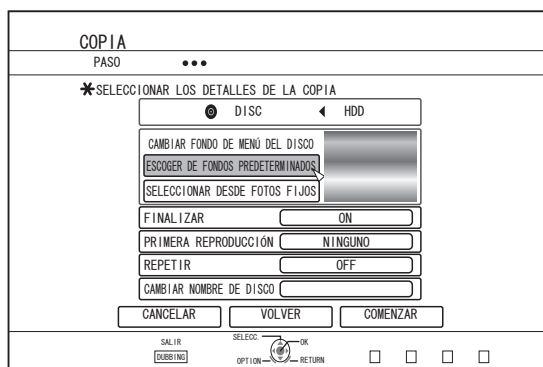 COPIA
PASO
SELECCIONAR LOS DETALLES DE LA COPIA
DISC HDD
CAMBIAR FONDO DE MENÚ DEL DISCO
ESCOGER DE FONDOS PREDETERMINADOS
SELECCIONAR DESDE FOTOS FIJOS
FINALIZAR ON
PRIMERA REPRODUCCIÓN NINGUNO
REPETIR OFF
CAMBIAR NOMBRE DE DISCO
CANCELAR VOLVER COMENZAR
SALIR SELECC. OK
DUBBING OPTION RETURN